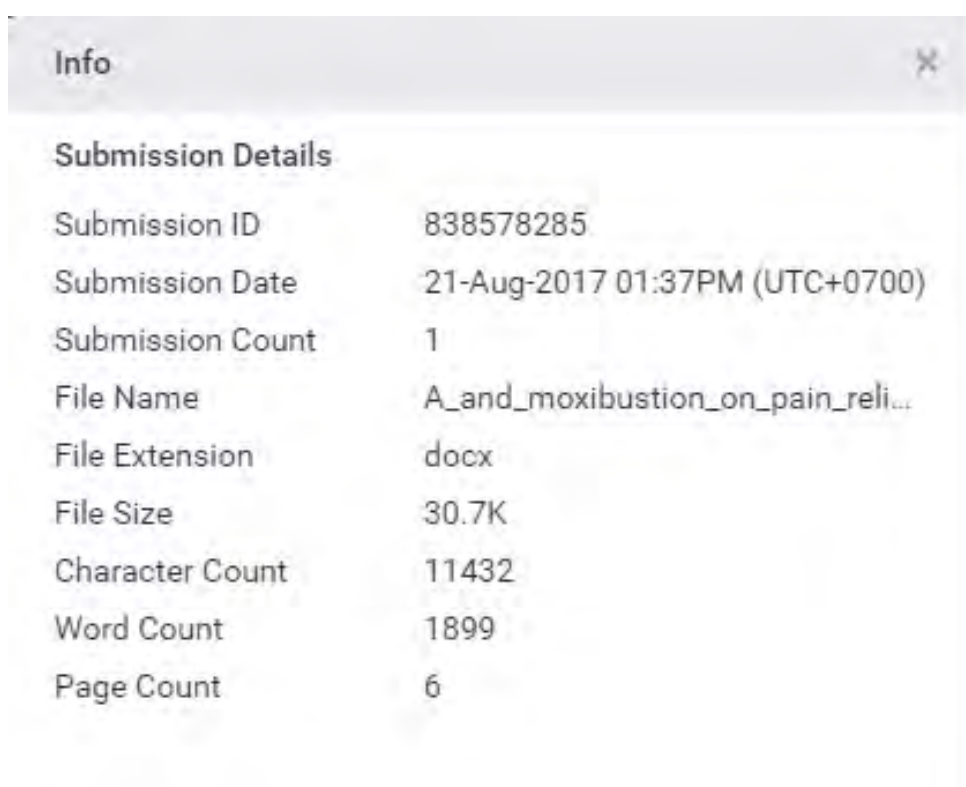 Info ×
Submission Details
Submission ID 838578285
Submission Date 21-Aug-2017 01:37PM (UTC+0700)
Submission Count 1
File Name A_and_moxibustion_on_pain_reli...
File Extension docx
File Size 30.7K
Character Count 11432
Word Count 1899
Page Count 6